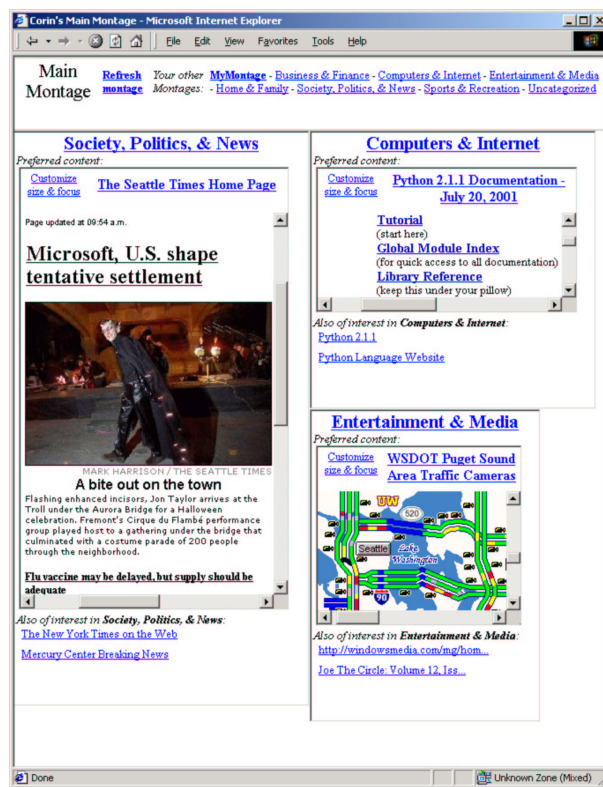 Corin's Main Montage - Microsoft Internet Explorer
File Edit View Favorites Tools Help
Main Montage
Refresh montage
Your other Montages: MyMontage - Business & Finance - Computers & Internet - Entertainment & Media
- Home & Family - Society, Politics, & News - Sports & Recreation - Uncategorized
Society, Politics, & News
Preferred content:
Customize size & focus
The Seattle Times Home Page
Page updated at 09:54 a.m.
Microsoft, U.S. shape
tentative settlement
MARK HARRISON / THE SEATTLE TIMES
A bite out on the town
Flashing enhanced incisors, Jon Taylor arrives at the
Troll under the Aurora Bridge for a Halloween
celebration. Fremont's Cirque du Flambé performance
group played host to a gathering under the bridge that
culminated with a costume parade of 200 people
through the neighborhood.
Flu vaccine may be delayed, but supply should be
adequate
Also of interest in Society, Politics, & News:
The New York Times on the Web
Mercury Center Breaking News
Computers & Internet
Preferred content:
Customize size & focus
Python 2.1.1 Documentation -
July 20, 2001
Tutorial
(start here)
Global Module Index
(for quick access to all documentation)
Library Reference
(keep this under your pillow)
Also of interest in Computers & Internet:
Python 2.1.1
Python Language Website
Entertainment & Media
Preferred content:
Customize size & focus
WSDOT Puget Sound
Area Traffic Cameras
UW
520
Seattle
Lake
Washington
90
Also of interest in Entertainment & Media:
http://windowsmedia.com/mg/hom...
Joe The Circle: Volume 12, Iss...
Done
Unknown Zone (Mixed)